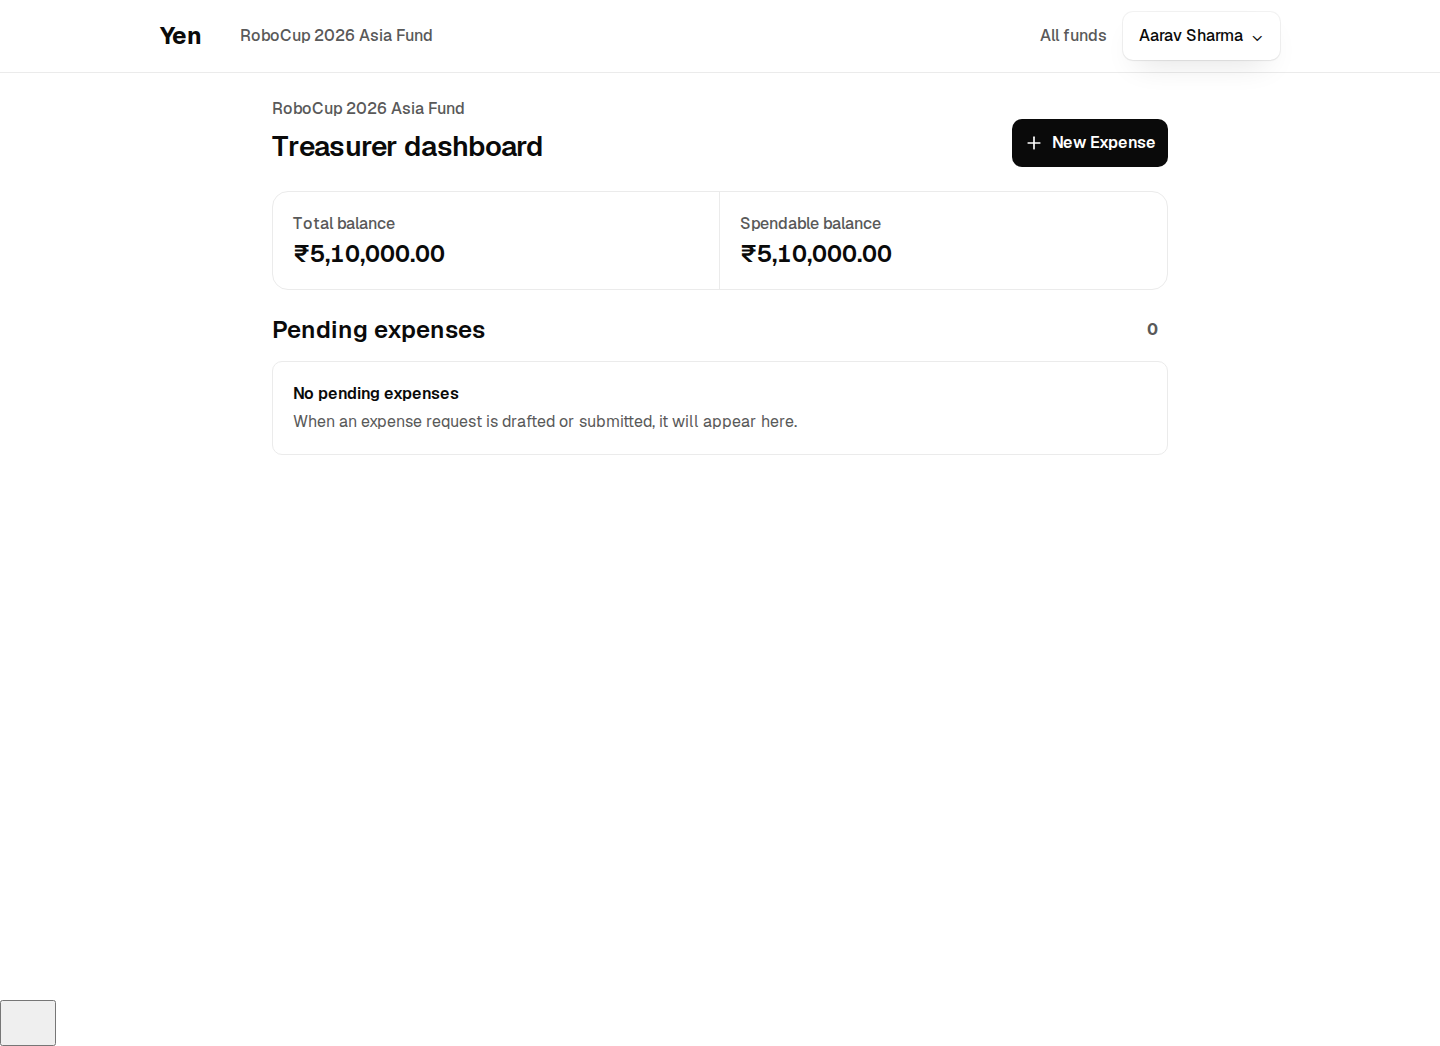 Yen
RoboCup 2026 Asia Fund
All funds
Aarav Sharma
RoboCup 2026 Asia Fund
Treasurer dashboard
New Expense
Total balance
₹5,10,000.00
Spendable balance
₹5,10,000.00
Pending expenses
0
No pending expenses
When an expense request is drafted or submitted, it will appear here.